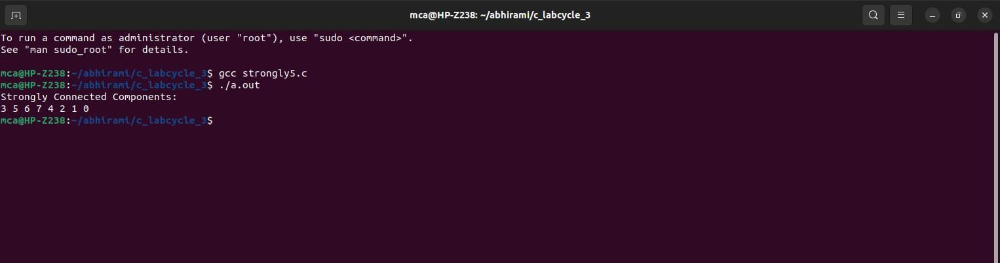 mca@HP-Z238: ~/abhirami/c_labcycle_3
To run a command as administrator (user "root"), use "sudo <command>".
See "man sudo_root" for details.
mca@HP-Z238:~/abhirami/c_labcycle_3$ gcc strongly5.c
mca@HP-Z238:~/abhirami/c_labcycle_3$ ./a.out
Strongly Connected Components:
3 5 6 7 4 2 1 0
mca@HP-Z238:~/abhirami/c_labcycle_3$